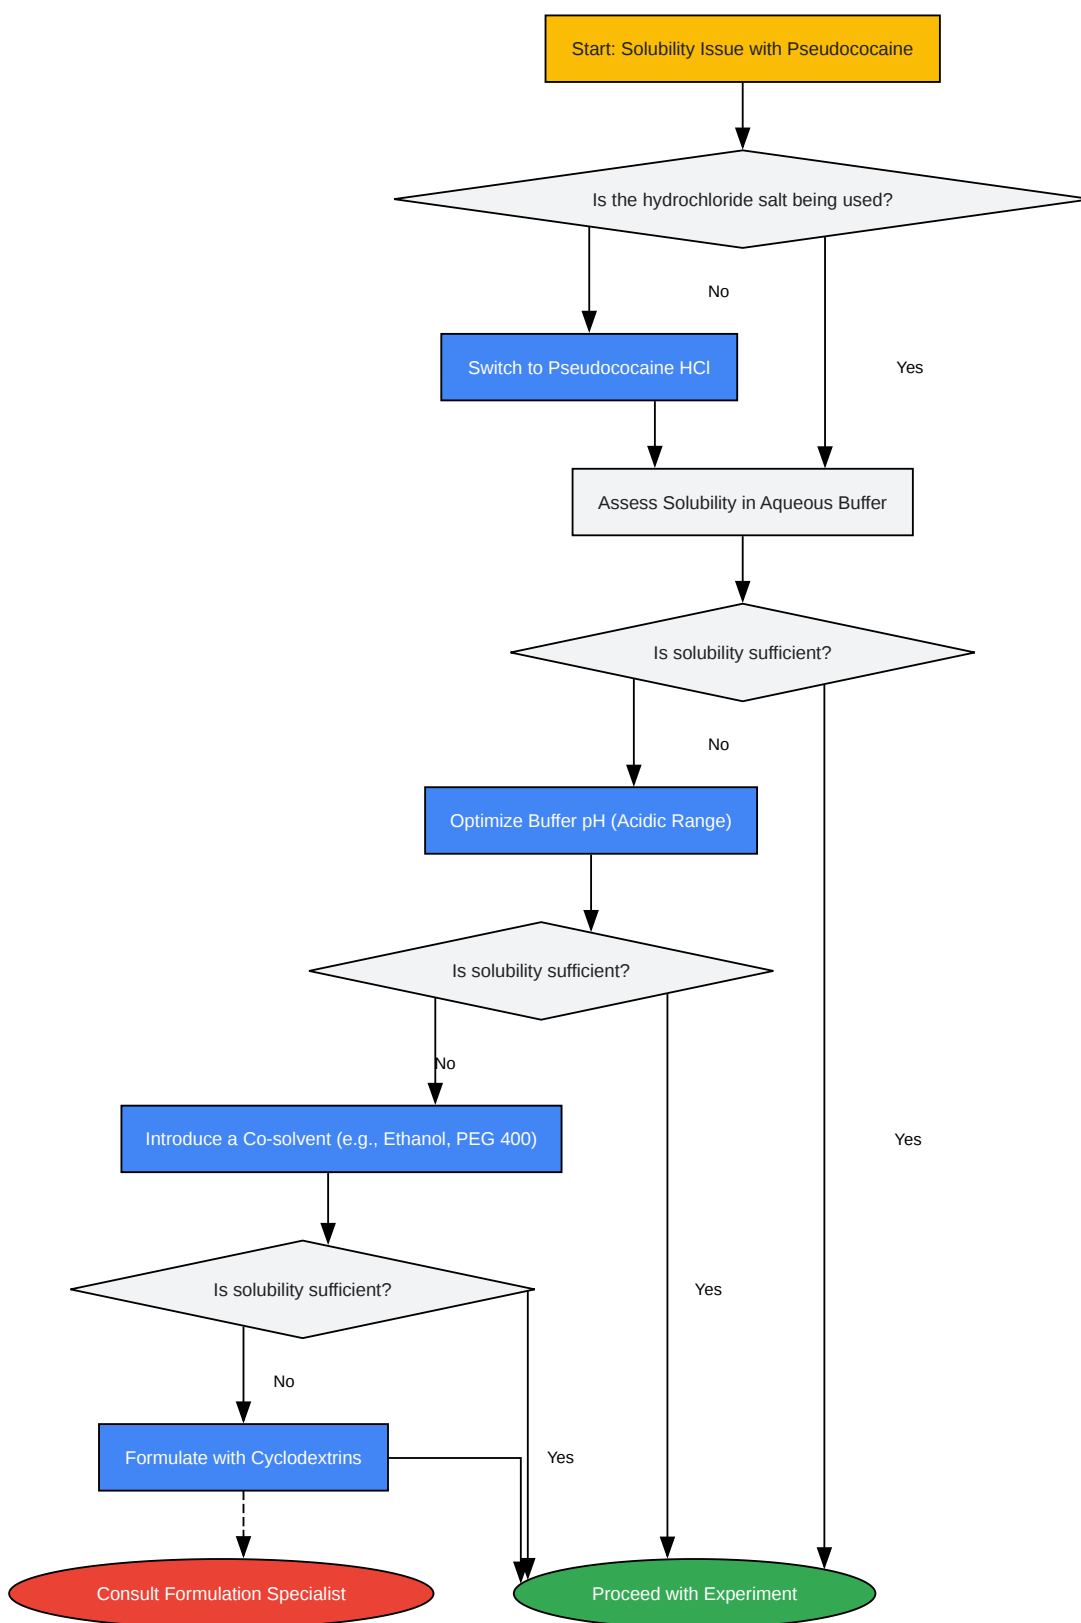 Start: Solubility Issue with Pseudococaine
Is the hydrochloride salt being used?
No
Switch to Pseudococaine HCl
Yes
Assess Solubility in Aqueous Buffer
Is solubility sufficient?
No
Optimize Buffer pH (Acidic Range)
Is solubility sufficient?
No
Introduce a Co-solvent (e.g., Ethanol, PEG 400)
Yes
Is solubility sufficient?
Yes
No
Formulate with Cyclodextrins
Yes
Consult Formulation Specialist
Proceed with Experiment